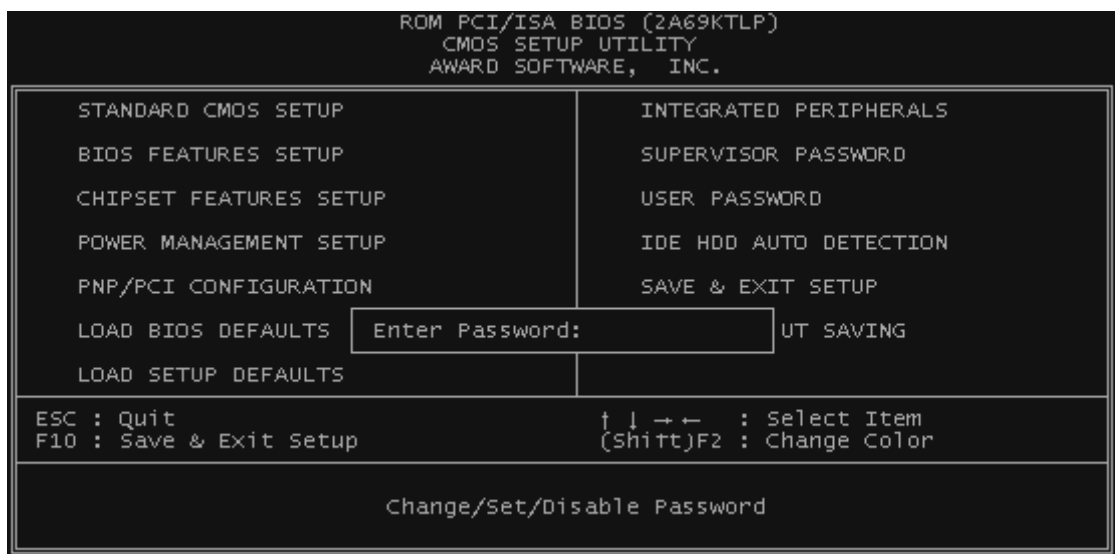 ROM PCI/ISA BIOS (2A69KTLP)
CMOS SETUP UTILITY
AWARD SOFTWARE, INC.
STANDARD CMOS SETUP
BIOS FEATURES SETUP
CHIPSET FEATURES SETUP
POWER MANAGEMENT SETUP
PNP/PCI CONFIGURATION
LOAD BIOS DEFAULTS
LOAD SETUP DEFAULTS
INTEGRATED PERIPHERALS
SUPERVISOR PASSWORD
USER PASSWORD
IDE HDD AUTO DETECTION
SAVE & EXIT SETUP
UT SAVING
Enter Password:
ESC : Quit
F10 : Save & Exit Setup
↑ ↓ → ← : Select Item
(Shift)F2 : Change Color
Change/Set/Disable Password